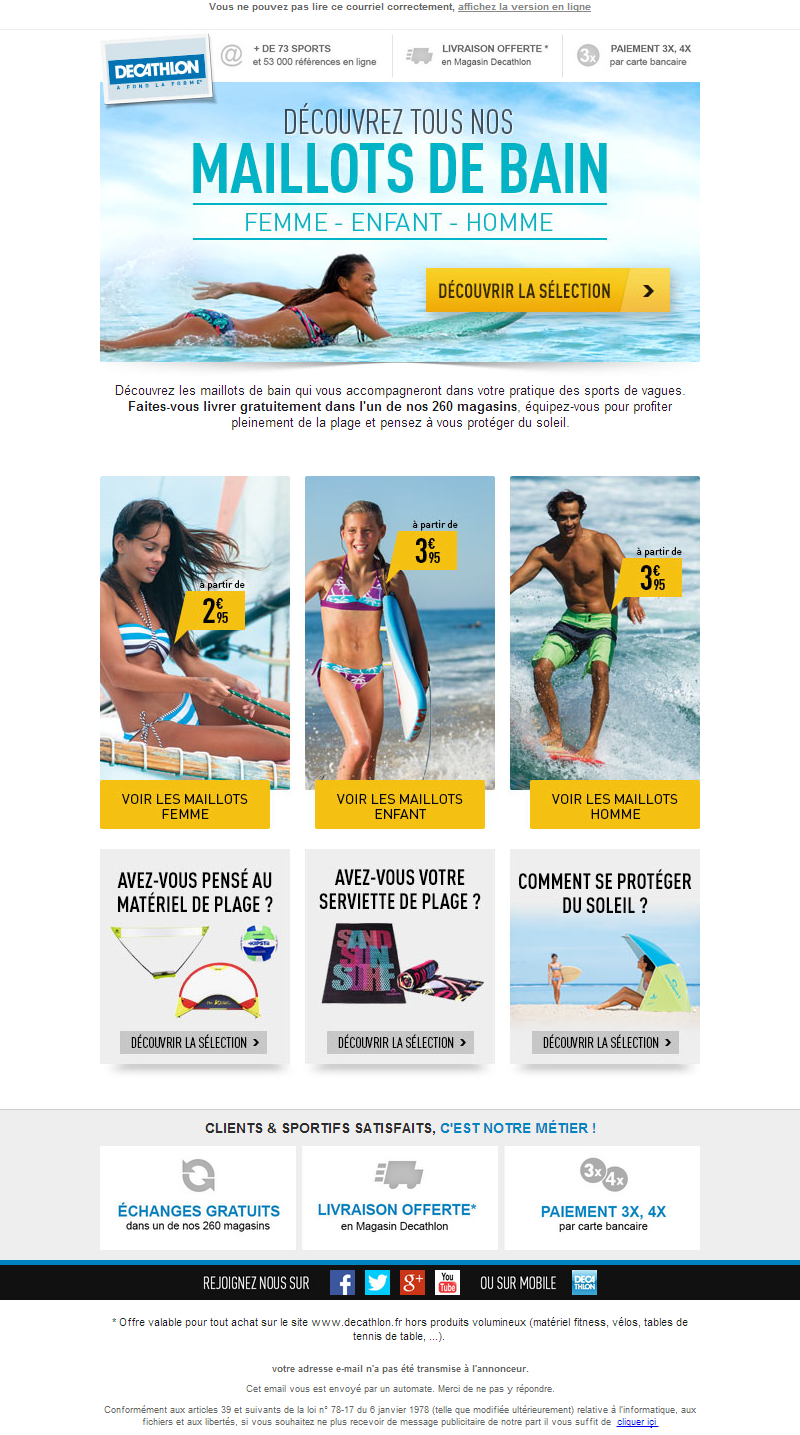 Vous ne pouvez pas lire ce courriel correctement, affichez la version en ligne
DECATHLON
A FOND LA FORME
+ DE 73 SPORTS
et 53 000 références en ligne
LIVRAISON OFFERTE *
en Magasin Decathlon
3x
PAIEMENT 3X, 4X
par carte bancaire
DÉCOUVREZ TOUS NOS
MAILLOTS DE BAIN
FEMME - ENFANT - HOMME
DÉCOUVRIR LA SÉLECTION
Découvrez les maillots de bain qui vous accompagneront dans votre pratique des sports de vagues.
Faites-vous livrer gratuitement dans l'un de nos 260 magasins, équipez-vous pour profiter
pleinement de la plage et pensez à vous protéger du soleil.
à partir de
2€95
à partir de
3€95
à partir de
3€95
VOIR LES MAILLOTS
FEMME
VOIR LES MAILLOTS
ENFANT
VOIR LES MAILLOTS
HOMME
AVEZ-VOUS PENSÉ AU
MATÉRIEL DE PLAGE ?
KIPSTA
DÉCOUVRIR LA SÉLECTION
AVEZ-VOUS VOTRE
SERVIETTE DE PLAGE ?
SAND
SUN
SURF
DÉCOUVRIR LA SÉLECTION
COMMENT SE PROTÉGER
DU SOLEIL ?
DÉCOUVRIR LA SÉLECTION
CLIENTS & SPORTIFS SATISFAITS, C'EST NOTRE MÉTIER !
ÉCHANGES GRATUITS
dans un de nos 260 magasins
LIVRAISON OFFERTE*
en Magasin Decathlon
3x 4x
PAIEMENT 3X, 4X
par carte bancaire
REJOIGNEZ NOUS SUR
f
g+
You
Tube
OU SUR MOBILE
DECA
THLON
* Offre valable pour tout achat sur le site www.decathlon.fr hors produits volumineux (matériel fitness, vélos, tables de
tennis de table, ...).
votre adresse e-mail n'a pas été transmise à l'annonceur.
Cet email vous est envoyé par un automate. Merci de ne pas y répondre.
Conformément aux articles 39 et suivants de la loi n° 78-17 du 6 janvier 1978 (telle que modifiée ultérieurement) relative à l'informatique, aux
fichiers et aux libertés, si vous souhaitez ne plus recevoir de message publicitaire de notre part il vous suffit de cliquer içi